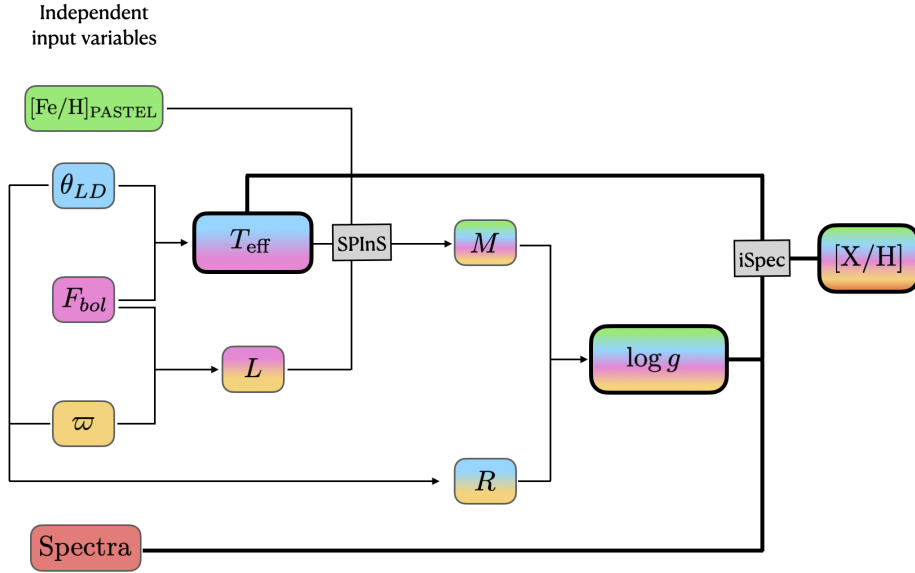 Independent
input variables
[Fe/H]PASTEL
θLD
Teff
SPInS
M
iSpec
[X/H]
Fbol
L
log g
ϖ
R
Spectra